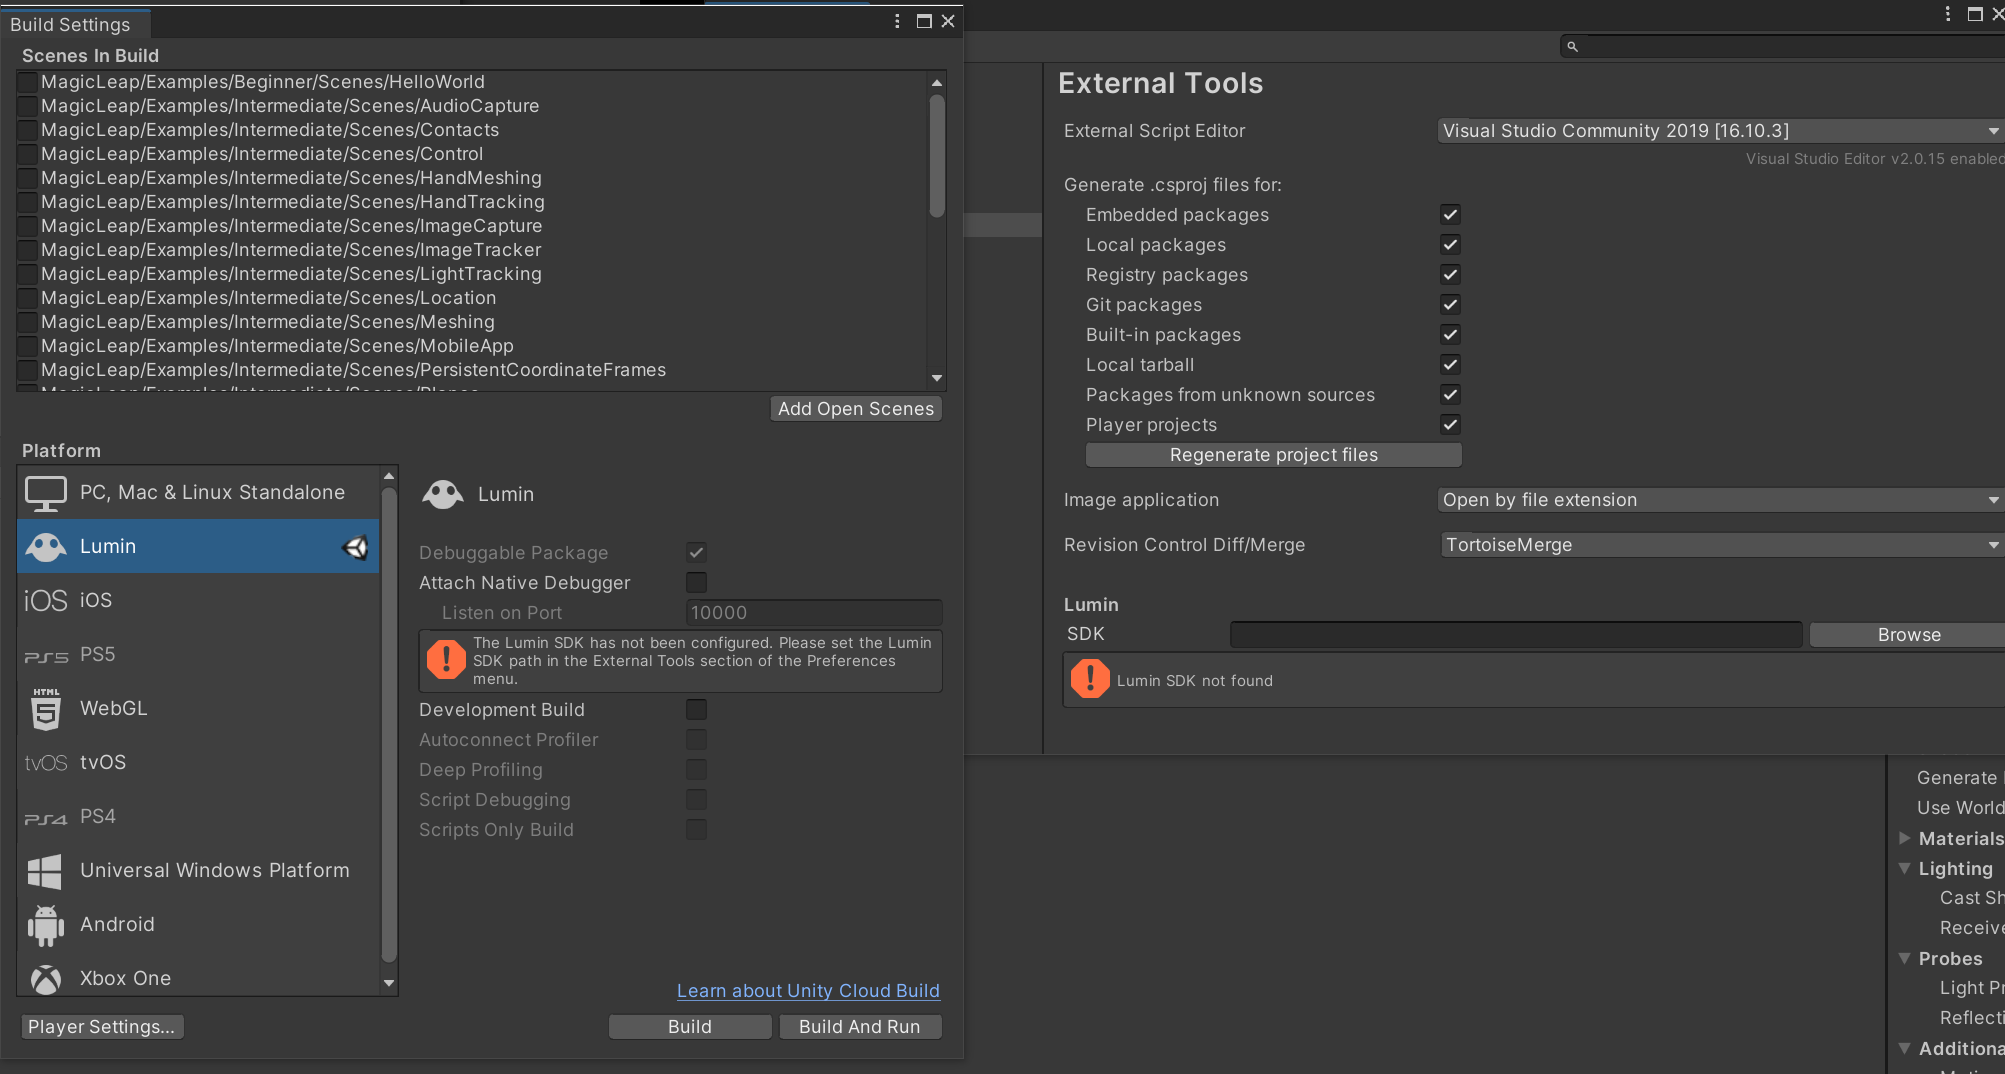 Build Settings
Scenes In Build
MagicLeap/Examples/Beginner/Scenes/HelloWorld
MagicLeap/Examples/Intermediate/Scenes/AudioCapture
MagicLeap/Examples/Intermediate/Scenes/Contacts
MagicLeap/Examples/Intermediate/Scenes/Control
MagicLeap/Examples/Intermediate/Scenes/HandMeshing
MagicLeap/Examples/Intermediate/Scenes/HandTracking
MagicLeap/Examples/Intermediate/Scenes/ImageCapture
MagicLeap/Examples/Intermediate/Scenes/ImageTracker
MagicLeap/Examples/Intermediate/Scenes/LightTracking
MagicLeap/Examples/Intermediate/Scenes/Location
MagicLeap/Examples/Intermediate/Scenes/Meshing
MagicLeap/Examples/Intermediate/Scenes/MobileApp
MagicLeap/Examples/Intermediate/Scenes/PersistentCoordinateFrames
Add Open Scenes
Platform
PC, Mac & Linux Standalone
Lumin
iOS iOS
PS5 PS5
HTML 5 WebGL
tvOS tvOS
PS4 PS4
Universal Windows Platform
Android
Xbox One
Lumin
Debuggable Package
Attach Native Debugger
Listen on Port 10000
The Lumin SDK has not been configured. Please set the Lumin
SDK path in the External Tools section of the Preferences
menu.
Development Build
Autoconnect Profiler
Deep Profiling
Script Debugging
Scripts Only Build
Learn about Unity Cloud Build
Player Settings...
Build
Build And Run
External Tools
External Script Editor Visual Studio Community 2019 [16.10.3]
Visual Studio Editor v2.0.15 enabled
Generate .csproj files for:
Embedded packages
Local packages
Registry packages
Git packages
Built-in packages
Local tarball
Packages from unknown sources
Player projects
Regenerate project files
Image application Open by file extension
Revision Control Diff/Merge TortoiseMerge
Lumin
SDK Browse
Lumin SDK not found
Generate
Use World
Materials
Lighting
Cast Sh
Receive
Probes
Light Pr
Reflecti
Additiona